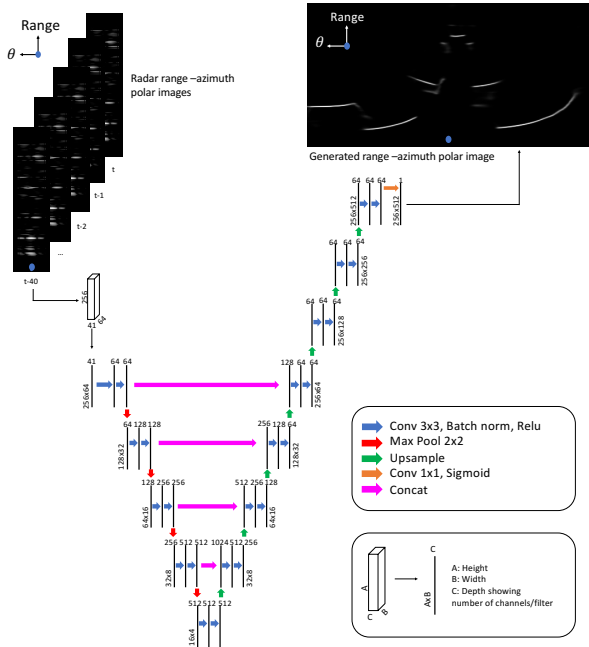 Range
θ
Radar range –azimuth
polar images
t
t-1
t-2
...
t-40
Range
θ
Generated range –azimuth polar image
256
41
64
64 64 64 1
256x512
256x512
64 64 64
256x256
64 64 64
256x128
41 64 64
256x64
128 64 64
256x64
64 128 128
128x32
256 128 64
128x32
128 256 256
64x16
512 256 128
64x16
256 512 512
32x8
1024 512 256
32x8
512 512 512
16x4
Conv 3x3, Batch norm, Relu
Max Pool 2x2
Upsample
Conv 1x1, Sigmoid
Concat
A
C
B
C
AxB
A: Height
B: Width
C: Depth showing
number of channels/filter